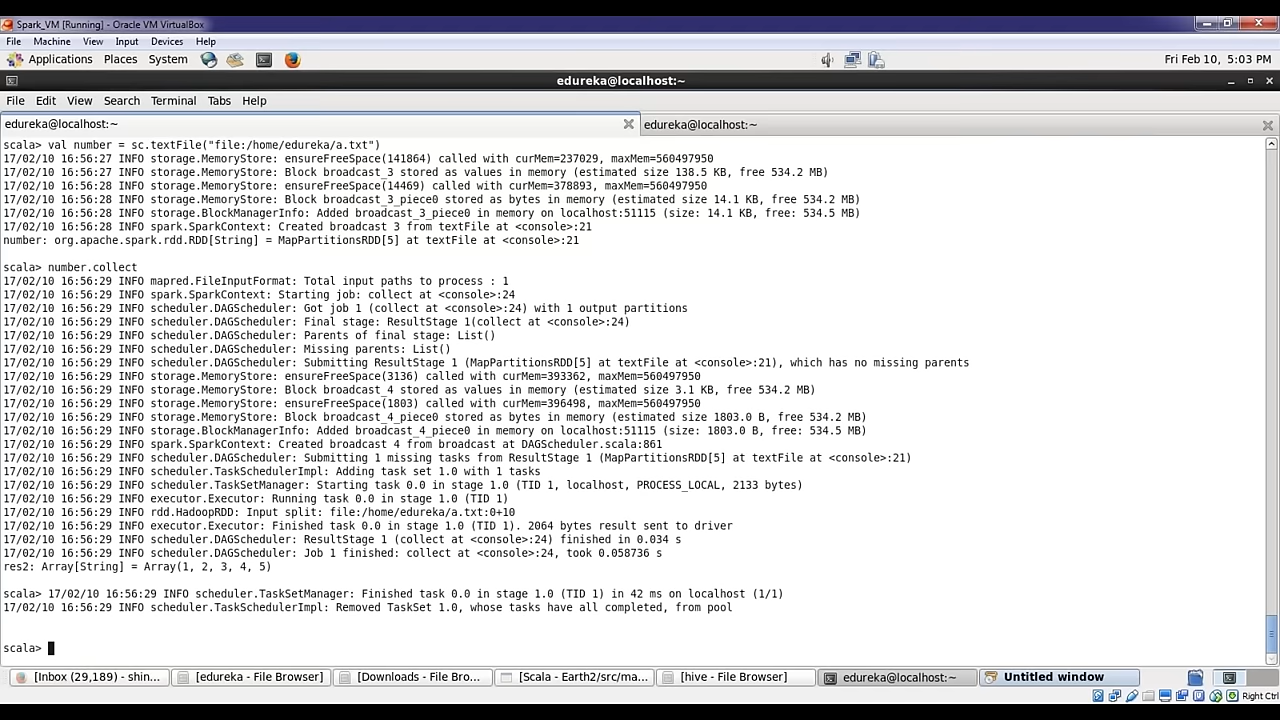 Spark_VM [Running] - Oracle VM VirtualBox
File Machine View Input Devices Help
Applications Places System Fri Feb 10, 5:03 PM
edureka@localhost:~
File Edit View Search Terminal Tabs Help
edureka@localhost:~ edureka@localhost:~
scala> val number = sc.textFile("file:/home/edureka/a.txt")
17/02/10 16:56:27 INFO storage.MemoryStore: ensureFreeSpace(141864) called with curMem=237029, maxMem=560497950
17/02/10 16:56:27 INFO storage.MemoryStore: Block broadcast_3 stored as values in memory (estimated size 138.5 KB, free 534.2 MB)
17/02/10 16:56:28 INFO storage.MemoryStore: ensureFreeSpace(14469) called with curMem=378893, maxMem=560497950
17/02/10 16:56:28 INFO storage.MemoryStore: Block broadcast_3_piece0 stored as bytes in memory (estimated size 14.1 KB, free 534.2 MB)
17/02/10 16:56:28 INFO storage.BlockManagerInfo: Added broadcast_3_piece0 in memory on localhost:51115 (size: 14.1 KB, free: 534.5 MB)
17/02/10 16:56:28 INFO spark.SparkContext: Created broadcast 3 from textFile at <console>:21
number: org.apache.spark.rdd.RDD[String] = MapPartitionsRDD[5] at textFile at <console>:21
scala> number.collect
17/02/10 16:56:29 INFO mapred.FileInputFormat: Total input paths to process : 1
17/02/10 16:56:29 INFO spark.SparkContext: Starting job: collect at <console>:24
17/02/10 16:56:29 INFO scheduler.DAGScheduler: Got job 1 (collect at <console>:24) with 1 output partitions
17/02/10 16:56:29 INFO scheduler.DAGScheduler: Final stage: ResultStage 1(collect at <console>:24)
17/02/10 16:56:29 INFO scheduler.DAGScheduler: Parents of final stage: List()
17/02/10 16:56:29 INFO scheduler.DAGScheduler: Missing parents: List()
17/02/10 16:56:29 INFO scheduler.DAGScheduler: Submitting ResultStage 1 (MapPartitionsRDD[5] at textFile at <console>:21), which has no missing parents
17/02/10 16:56:29 INFO storage.MemoryStore: ensureFreeSpace(3136) called with curMem=393362, maxMem=560497950
17/02/10 16:56:29 INFO storage.MemoryStore: Block broadcast_4 stored as values in memory (estimated size 3.1 KB, free 534.2 MB)
17/02/10 16:56:29 INFO storage.MemoryStore: ensureFreeSpace(1803) called with curMem=396498, maxMem=560497950
17/02/10 16:56:29 INFO storage.MemoryStore: Block broadcast_4_piece0 stored as bytes in memory (estimated size 1803.0 B, free 534.2 MB)
17/02/10 16:56:29 INFO storage.BlockManagerInfo: Added broadcast_4_piece0 in memory on localhost:51115 (size: 1803.0 B, free: 534.5 MB)
17/02/10 16:56:29 INFO spark.SparkContext: Created broadcast 4 from broadcast at DAGScheduler.scala:861
17/02/10 16:56:29 INFO scheduler.DAGScheduler: Submitting 1 missing tasks from ResultStage 1 (MapPartitionsRDD[5] at textFile at <console>:21)
17/02/10 16:56:29 INFO scheduler.TaskSchedulerImpl: Adding task set 1.0 with 1 tasks
17/02/10 16:56:29 INFO scheduler.TaskSetManager: Starting task 0.0 in stage 1.0 (TID 1, localhost, PROCESS_LOCAL, 2133 bytes)
17/02/10 16:56:29 INFO executor.Executor: Running task 0.0 in stage 1.0 (TID 1)
17/02/10 16:56:29 INFO rdd.HadoopRDD: Input split: file:/home/edureka/a.txt:0+10
17/02/10 16:56:29 INFO executor.Executor: Finished task 0.0 in stage 1.0 (TID 1). 2064 bytes result sent to driver
17/02/10 16:56:29 INFO scheduler.DAGScheduler: ResultStage 1 (collect at <console>:24) finished in 0.034 s
17/02/10 16:56:29 INFO scheduler.DAGScheduler: Job 1 finished: collect at <console>:24, took 0.058736 s
res2: Array[String] = Array(1, 2, 3, 4, 5)
scala> 17/02/10 16:56:29 INFO scheduler.TaskSetManager: Finished task 0.0 in stage 1.0 (TID 1) in 42 ms on localhost (1/1)
17/02/10 16:56:29 INFO scheduler.TaskSchedulerImpl: Removed TaskSet 1.0, whose tasks have all completed, from pool
scala>
[Inbox (29,189) - shin... [edureka - File Browser] [Downloads - File Bro... [Scala - Earth2/src/ma... [hive - File Browser] edureka@localhost:~ Untitled window
Right Ctrl